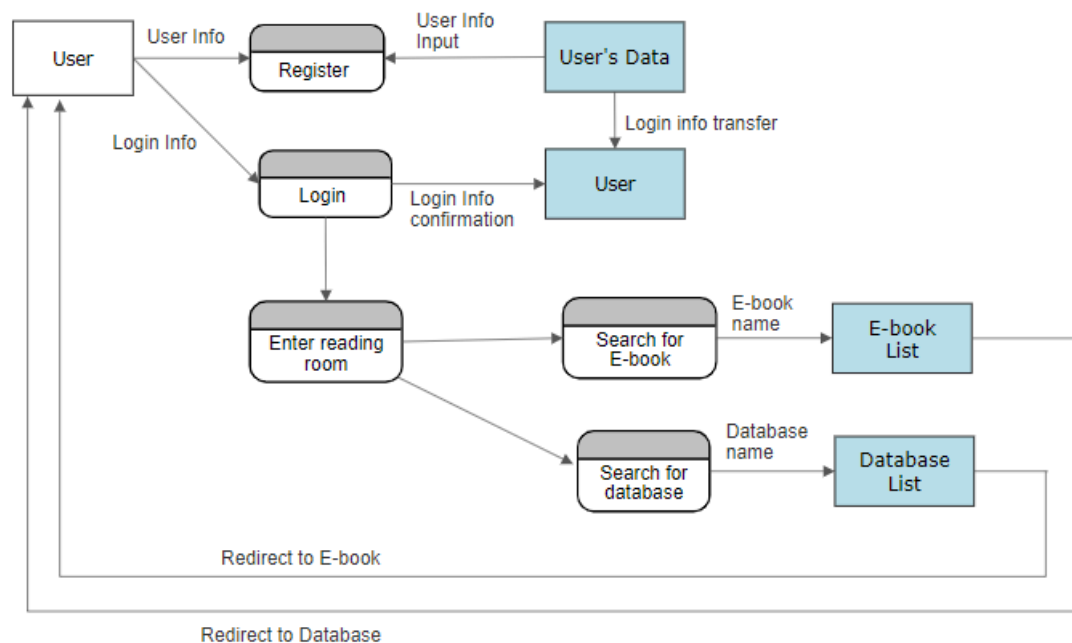 User
User Info
Register
User Info
Input
User's Data
Login info transfer
Login Info
Login
Login Info
confirmation
User
Enter reading
room
Search for
E-book
E-book
name
E-book
List
Search for
database
Database
name
Database
List
Redirect to E-book
Redirect to Database